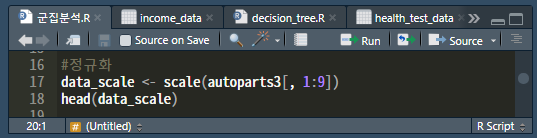 군집분석.R × income_data × decision_tree.R × health_test_data »
Source on Save Run Source
16 #정규화
17 data_scale <- scale(autoparts3[, 1:9])
18 head(data_scale)
19
20:1 # (Untitled) R Script